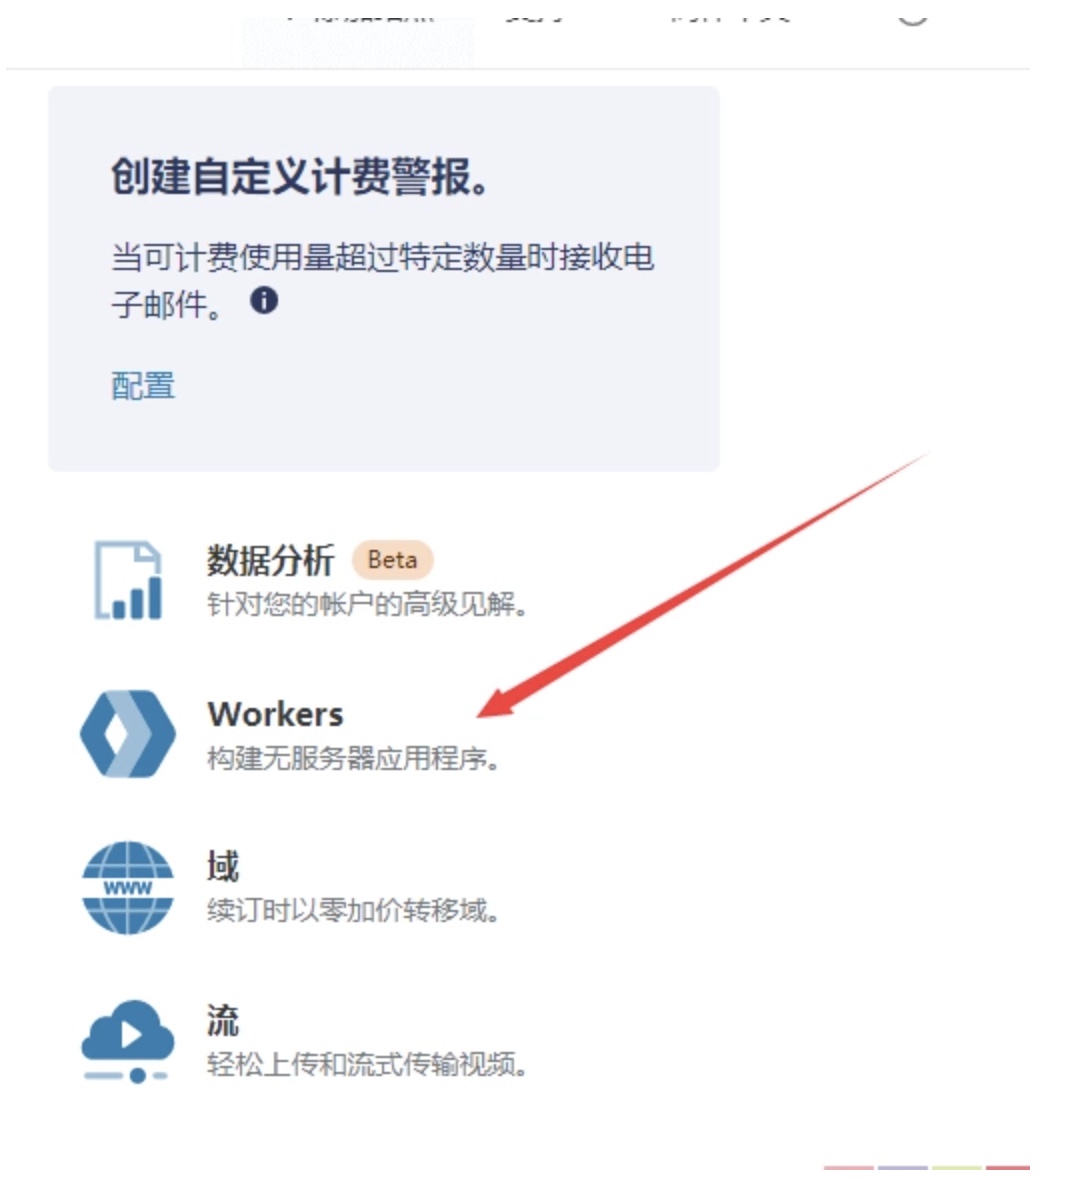 创建自定义计费警报。
当可计费使用量超过特定数量时接收电
子邮件。
配置
数据分析 Beta
针对您的帐户的高级见解。
Workers
构建无服务器应用程序。
www
域
续订时以零加价转移域。
流
轻松上传和流式传输视频。